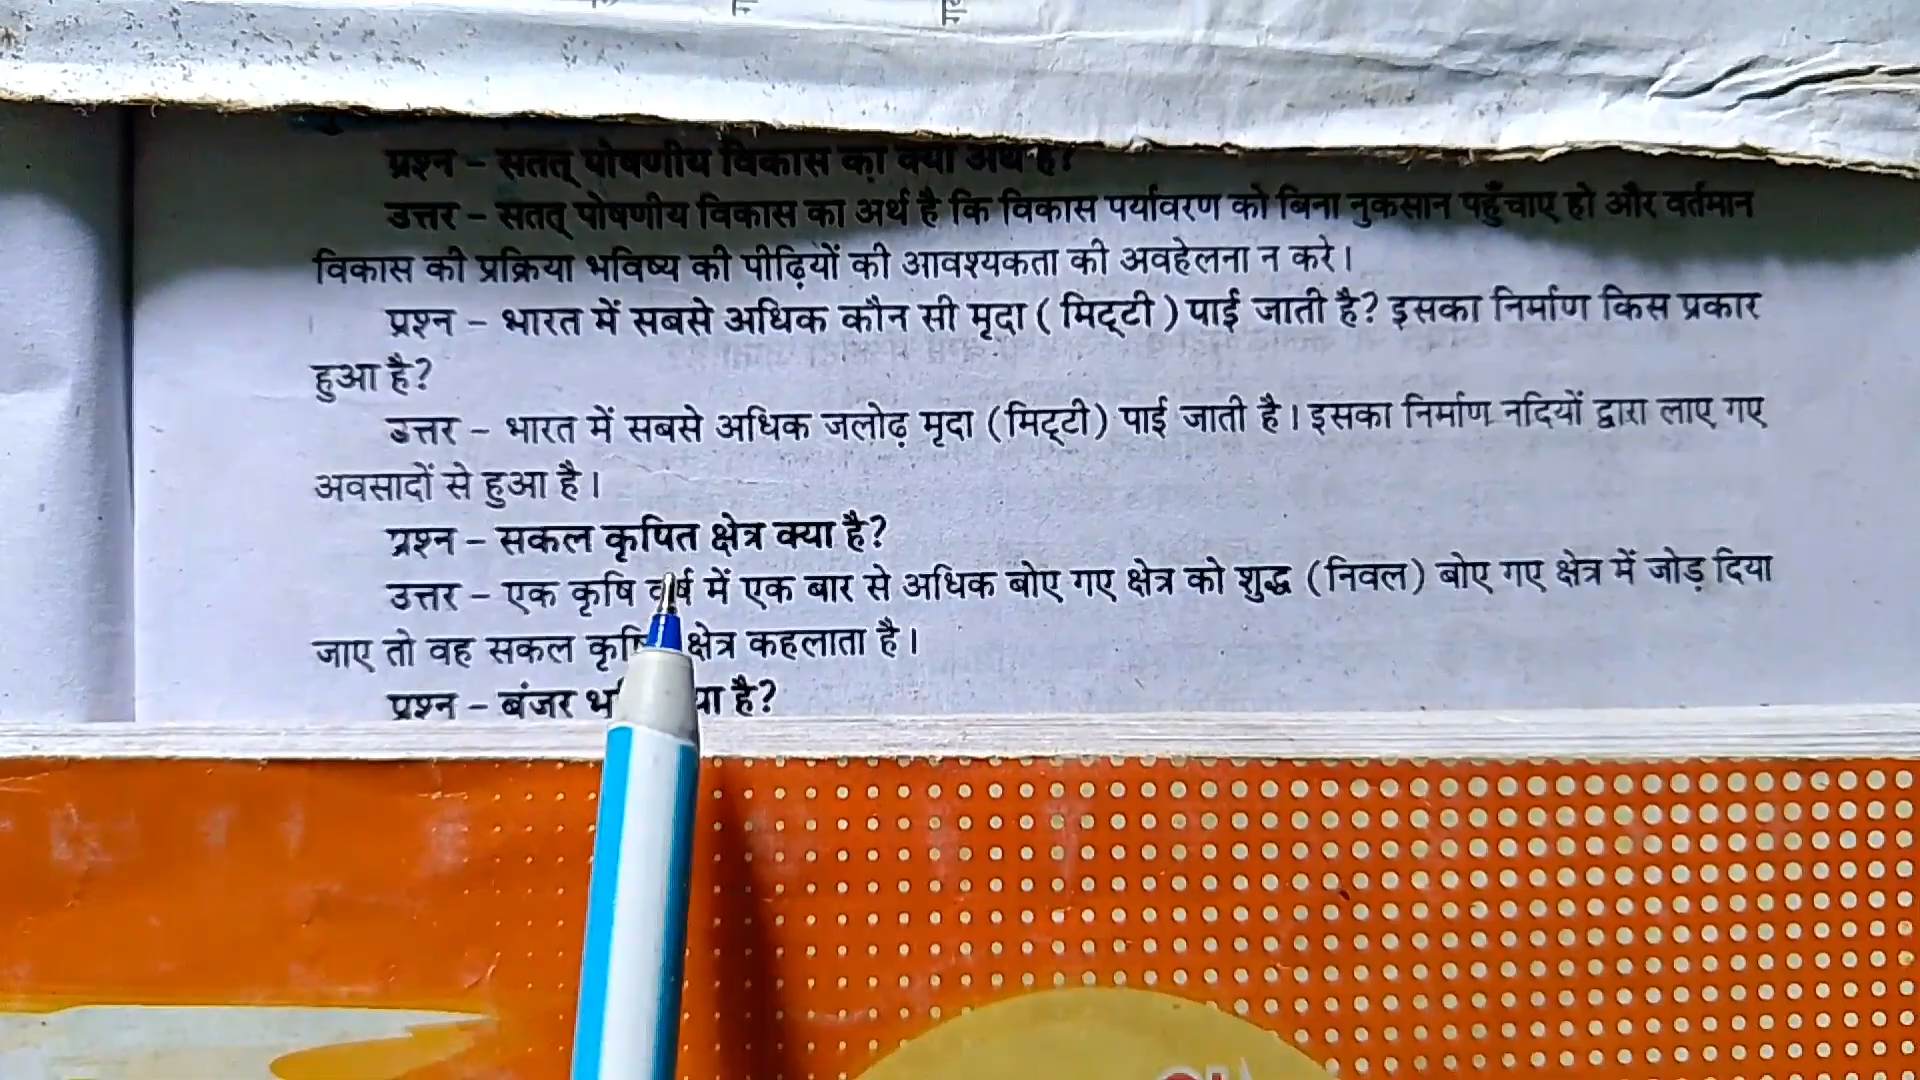 प्रश्न – सतत् पोषणीय विकास का क्या अर्थ है?
उत्तर – सतत् पोषणीय विकास का अर्थ है कि विकास पर्यावरण को बिना नुकसान पहुँचाए हो और वर्तमान
विकास की प्रक्रिया भविष्य की पीढ़ियों की आवश्यकता की अवहेलना न करे।
प्रश्न – भारत में सबसे अधिक कौन सी मृदा ( मिट्टी ) पाई जाती है? इसका निर्माण किस प्रकार
हुआ है?
उत्तर – भारत में सबसे अधिक जलोढ़ मृदा (मिट्टी) पाई जाती है। इसका निर्माण नदियों द्वारा लाए गए
अवसादों से हुआ है।
प्रश्न – सकल कृषित क्षेत्र क्या है?
उत्तर – एक कृषि वर्ष में एक बार से अधिक बोए गए क्षेत्र को शुद्ध (निवल) बोए गए क्षेत्र में जोड़ दिया
जाए तो वह सकल क्षेत्र कहलाता है।
प्रश्न – बंजर है?